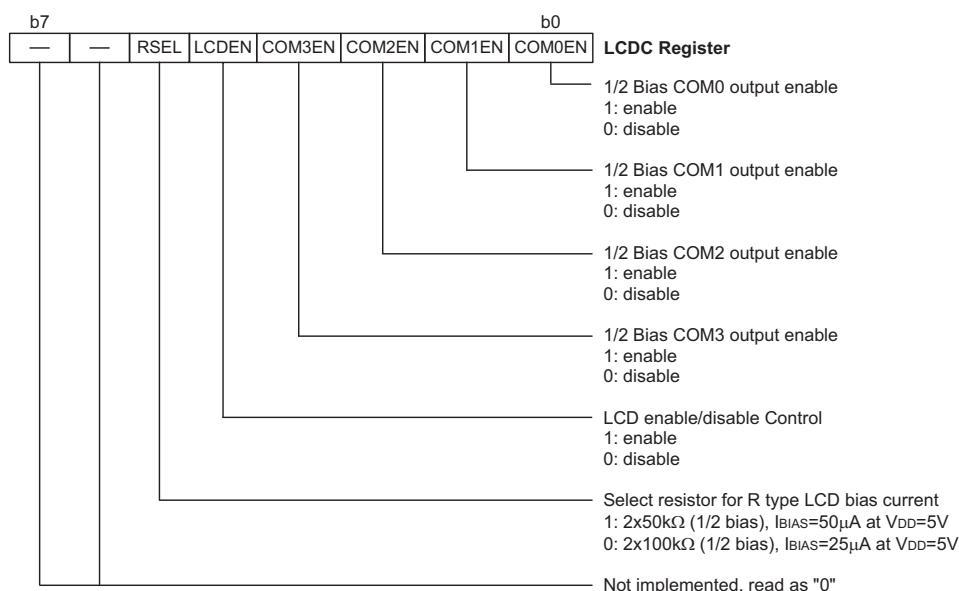 b7 b0
— — RSEL LCDEN COM3EN COM2EN COM1EN COM0EN LCDC Register
1/2 Bias COM0 output enable
1: enable
0: disable
1/2 Bias COM1 output enable
1: enable
0: disable
1/2 Bias COM2 output enable
1: enable
0: disable
1/2 Bias COM3 output enable
1: enable
0: disable
LCD enable/disable Control
1: enable
0: disable
Select resistor for R type LCD bias current
1: 2x50kΩ (1/2 bias), IBIAS=50μA at VDD=5V
0: 2x100kΩ (1/2 bias), IBIAS=25μA at VDD=5V
Not implemented, read as "0"